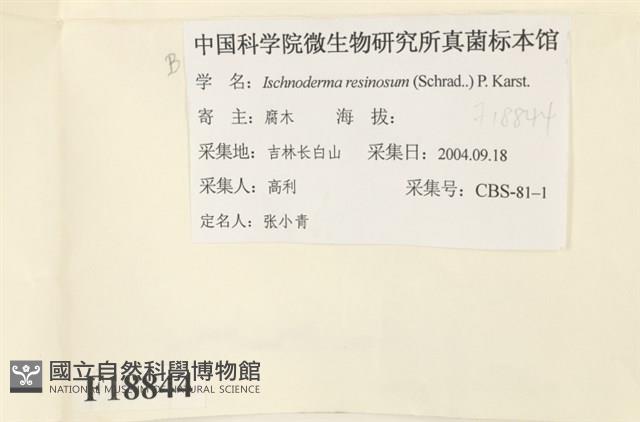 中国科学院微生物研究所真菌标本馆
B
学 名：Ischnoderma resinosum (Schrad..) P. Karst.
寄 主：腐木 海 拔：
F18844
采集地：吉林长白山 采集日：2004.09.18
采集人：高利 采集号：CBS-81–1
定名人：张小青
國立自然科學博物館
NATIONAL MUSEUM OF NATURAL SCIENCE
F18844